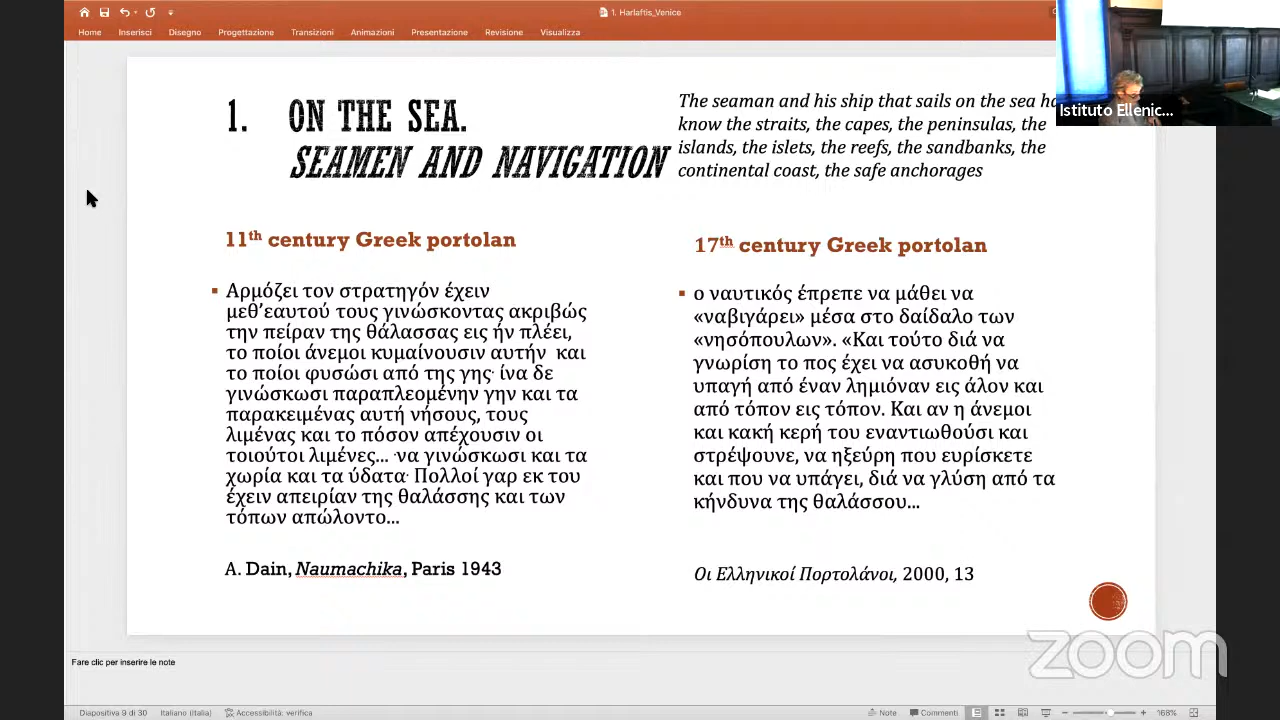 1. Harlaftis_Venice
Home Inserisci Disegno Progettazione Transizioni Animazioni Presentazione Revisione Visualizza
Istituto Ellenic...
1. ON THE SEA.
SEAMEN AND NAVIGATION
The seaman and his ship that sails on the sea
know the straits, the capes, the peninsulas, the
islands, the islets, the reefs, the sandbanks, the
continental coast, the safe anchorages
11th century Greek portolan
▪ Αρμόζει τον στρατηγόν έχειν
μεθ’εαυτού τους γινώσκοντας ακριβώς
την πείραν της θάλασσας εις ήν πλέει,
το ποίοι άνεμοι κυμαίνουσιν αυτήν και
το ποίοι φυσώσι από της γης· ίνα δε
γινώσκωσι παραπλεομένην γην και τα
παρακειμένας αυτή νήσους, τους
λιμένας και το πόσον απέχουσιν οι
τοιούτοι λιμένες... ·να γινώσκωσι και τα
χωρία και τα ύδατα· Πολλοί γαρ εκ του
έχειν απειρίαν της θαλάσσης και των
τόπων απώλοντο...
A. Dain, Naumachika, Paris 1943
17th century Greek portolan
▪ ο ναυτικός έπρεπε να μάθει να
«ναβιγάρει» μέσα στο δαίδαλο των
«νησόπουλων». «Και τούτο διά να
γνωρίση το πος έχει να ασυκοθή να
υπαγή από έναν λημιόναν εις άλον και
από τόπον εις τόπον. Και αν η άνεμοι
και κακή κερή του εναντιωθούσι και
στρέψουνε, να ηξεύρη που ευρίσκετε
και που να υπάγει, διά να γλύση από τα
κήνδυνα της θαλάσσου...
Οι Ελληνικοί Πορτολάνοι, 2000, 13
zoom
Fare clic per inserire le note
Diapositiva 9 di 30 Italiano (Italia) Accessibilità: verifica Note Commenti 168%